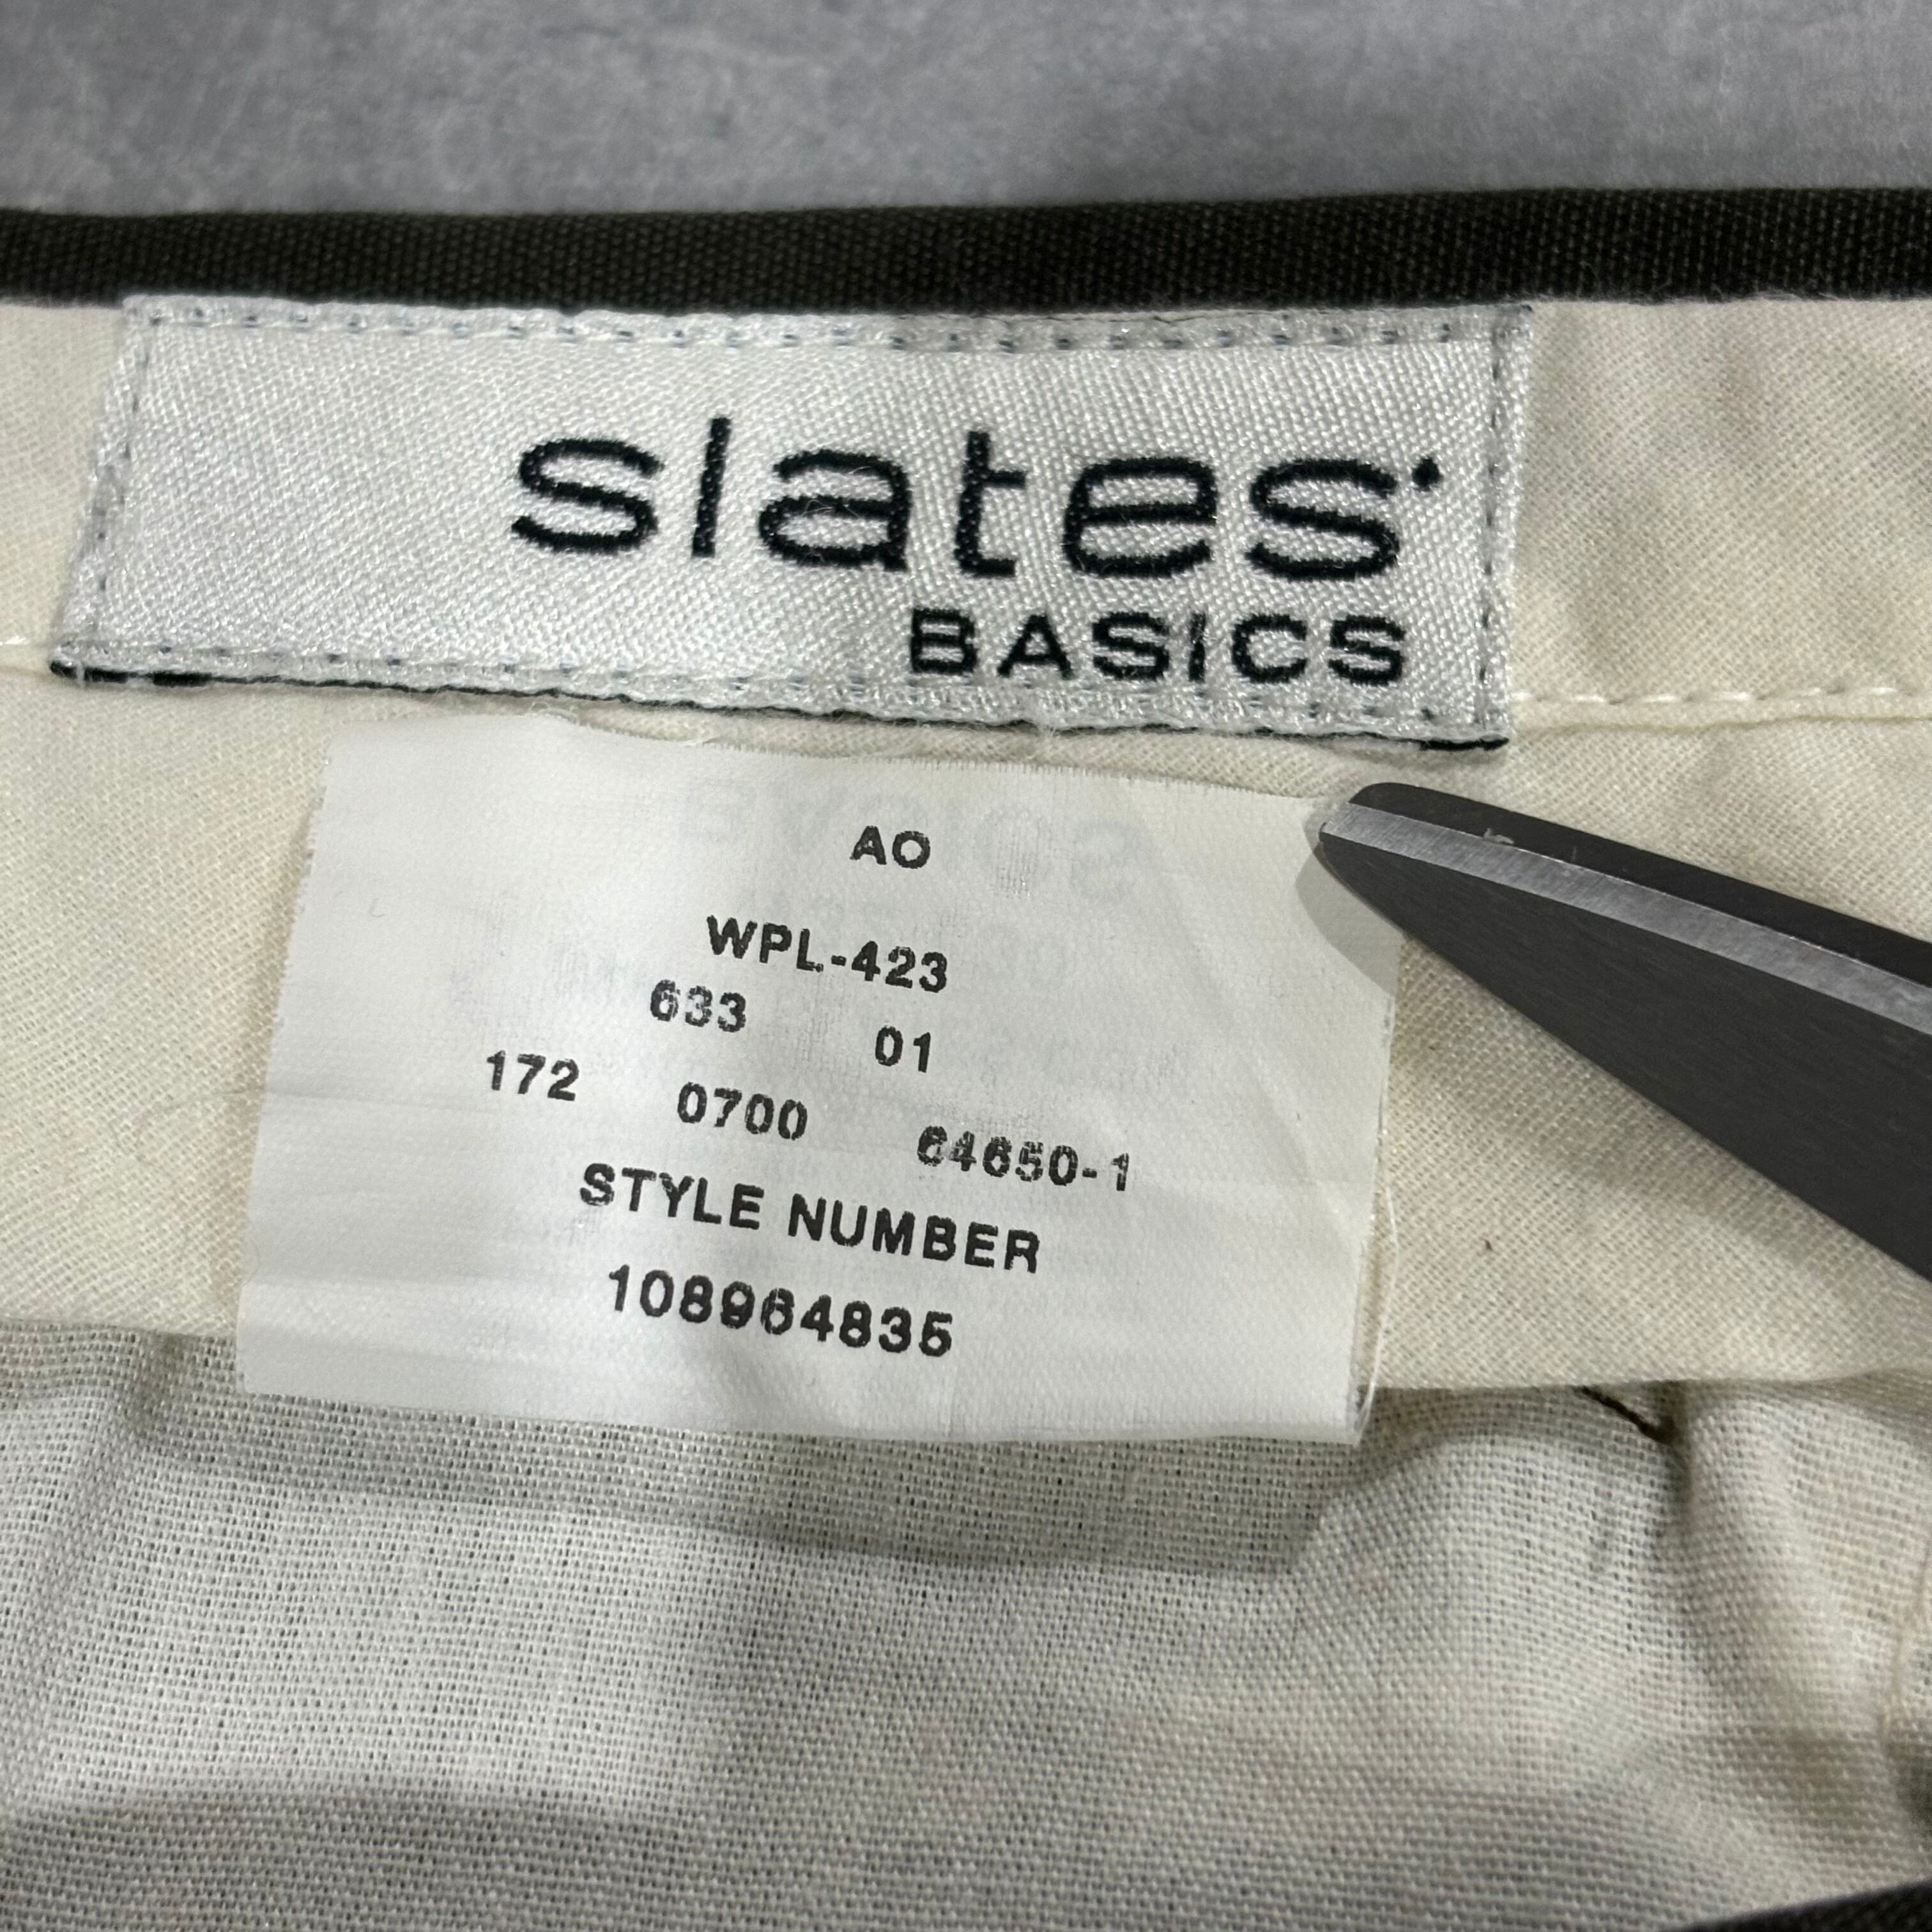 slates
BASICS
AO
WPL-423
633 01
172 0700 64650-1
STYLE NUMBER
108964835